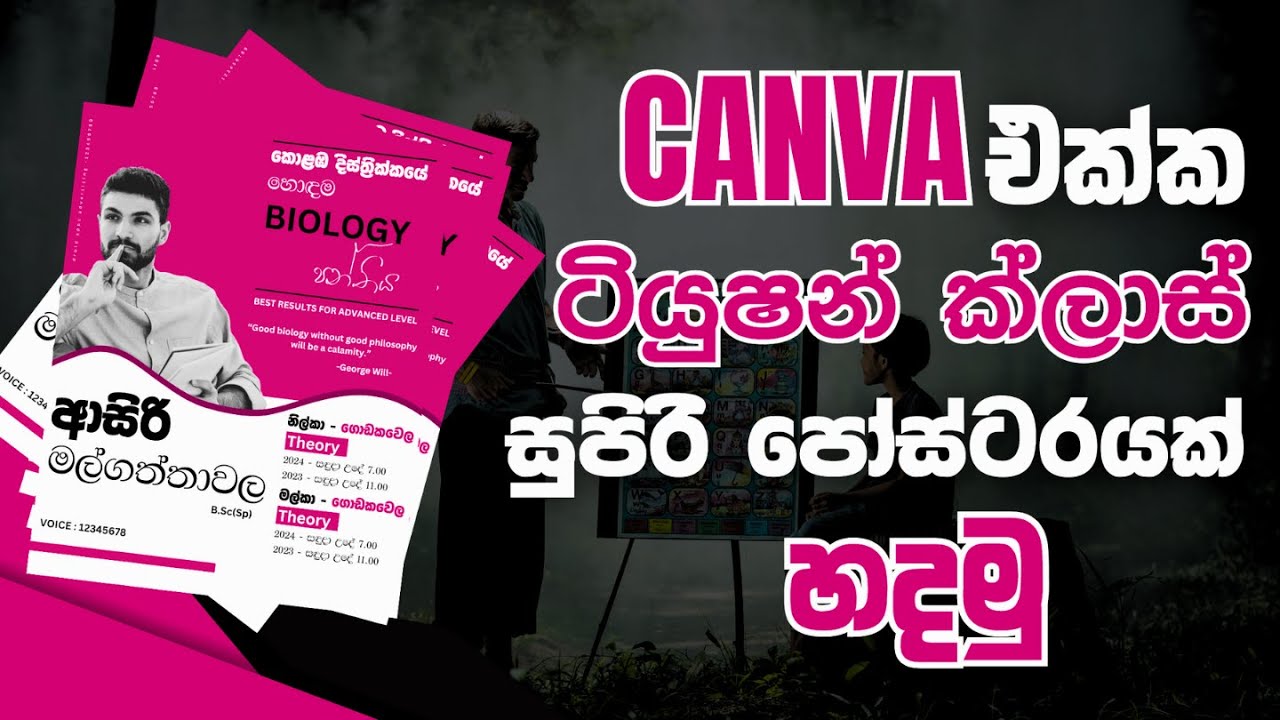 CANVA එක්ක
ටියුෂන් ක්ලාස්
සුපිරි පෝස්ටරයක්
හදමු
කොළඹ දිස්ත්‍රික්කයේ
හොඳම
BIOLOGY
පන්තිය
BEST RESULTS FOR ADVANCED LEVEL
"Good biology without good philosophy
will be a calamity."
-George Will-
ආසිරි
මල්ගත්තාවල
B.Sc(Sp)
VOICE : 12345678
නිල්කා - ගොඩකවෙල
Theory
2024 - සඳුදා උදේ 7.00
2023 - සඳුදා උදේ 11.00
මල්කා - ගොඩකවෙල
Theory
2024 - සඳුදා උදේ 7.00
2023 - සඳුදා උදේ 11.00
VOICE : 1234